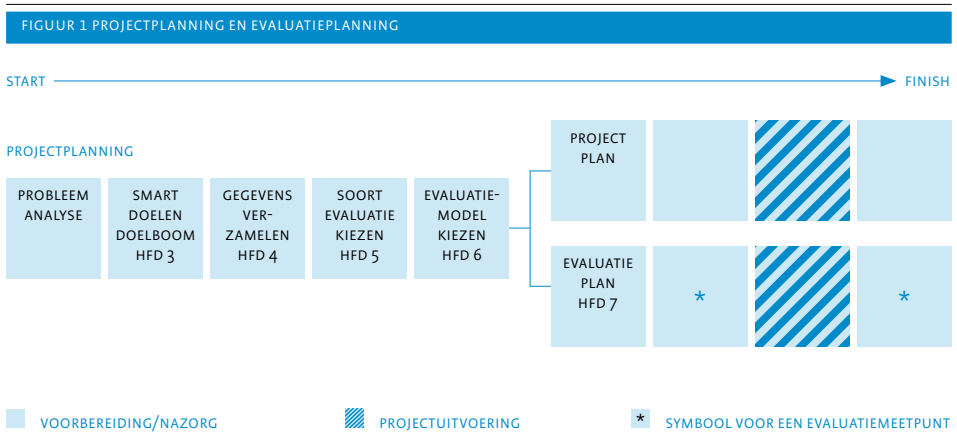 FIGUUR 1 PROJECTPLANNING EN EVALUATIEPLANNING
START
FINISH
PROJECTPLANNING
PROBLEEM
ANALYSE
SMART
DOELEN
DOELBOOM
HFD 3
GEGEVENS
VER-
ZAMELEN
HFD 4
SOORT
EVALUATIE
KIEZEN
HFD 5
EVALUATIE-
MODEL
KIEZEN
HFD 6
PROJECT
PLAN
EVALUATIE
PLAN
HFD 7
*
*
VOORBEREIDING/NAZORG
PROJECTUITVOERING
* SYMBOOL VOOR EEN EVALUATIEMEETPUNT